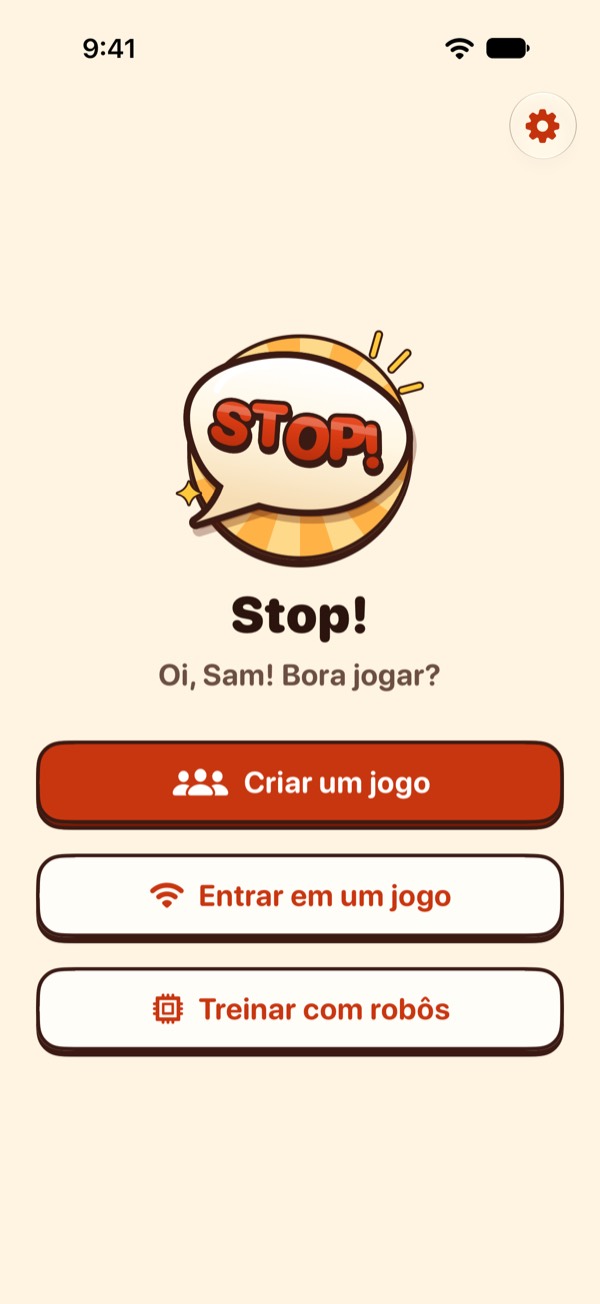 9:41
STOP!
Stop!
Oi, Sam! Bora jogar?
Criar um jogo
Entrar em um jogo
Treinar com robôs